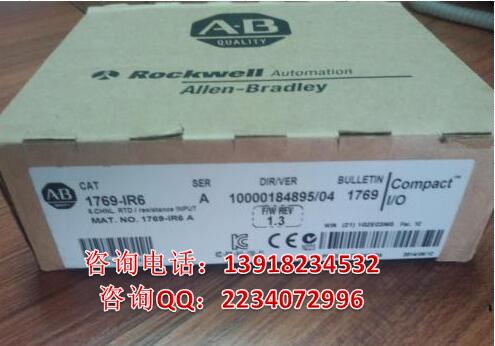 A-B
QUALITY
Rockwell Automation
Allen-Bradley
CAT SER DIR/VER BULLETIN Compact™
1769-IR6 A 10000184895/04 1769 I/O
6 CHNL. RTD / resistance INPUT
MAT. NO. 1769-IR6 A
F/W REV
1.3
AB
咨询电话：13918234532
咨询QQ：2234072996